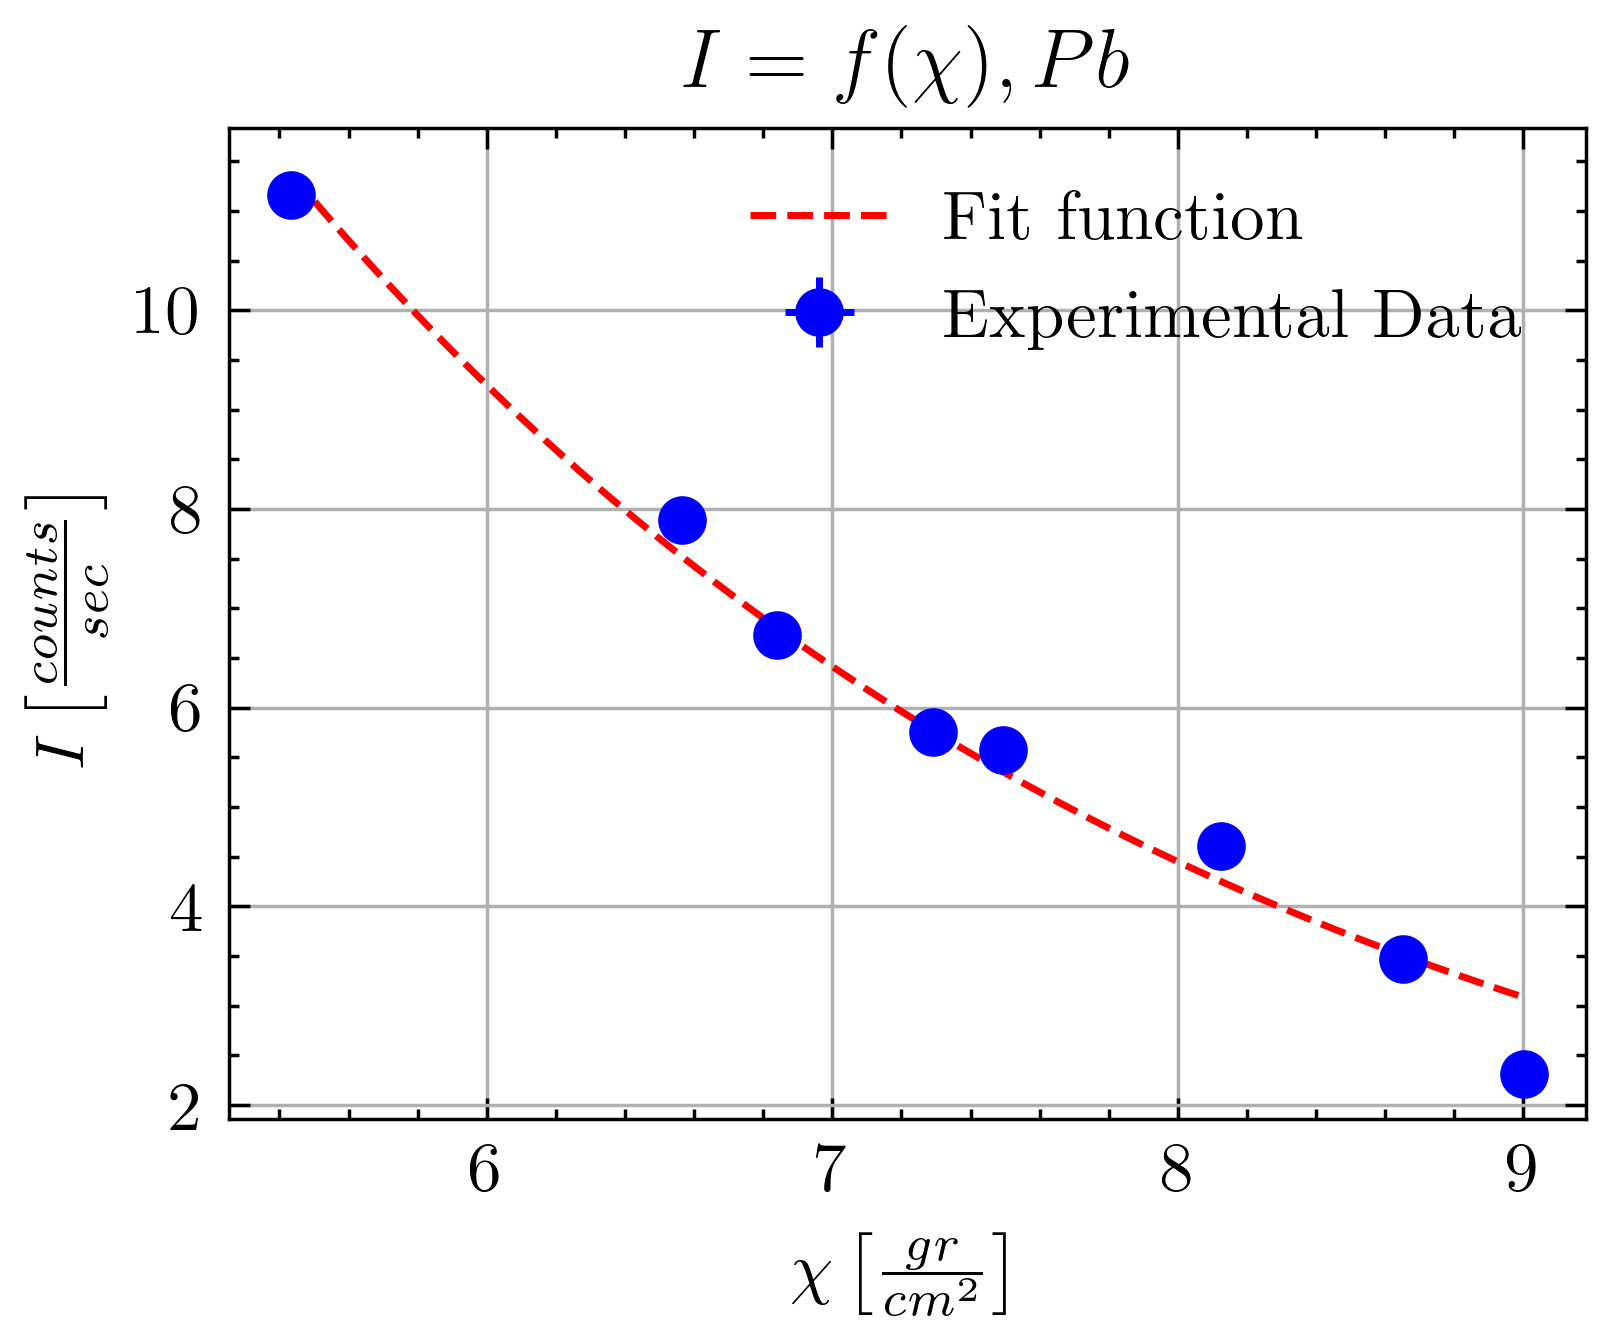 I = f(χ), Pb
Fit function
Experimental Data
10
8
6
4
2
I [counts/sec]
6 7 8 9
χ [gr/cm²]